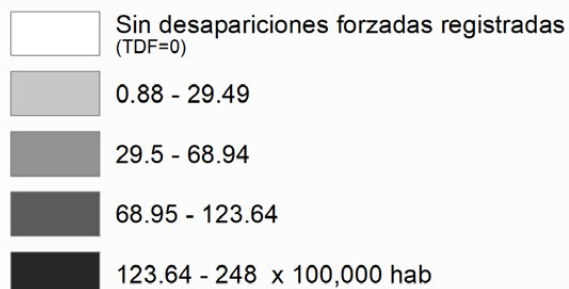 Sin desapariciones forzadas registradas
(TDF=0)
0.88 - 29.49
29.5 - 68.94
68.95 - 123.64
123.64 - 248 x 100,000 hab